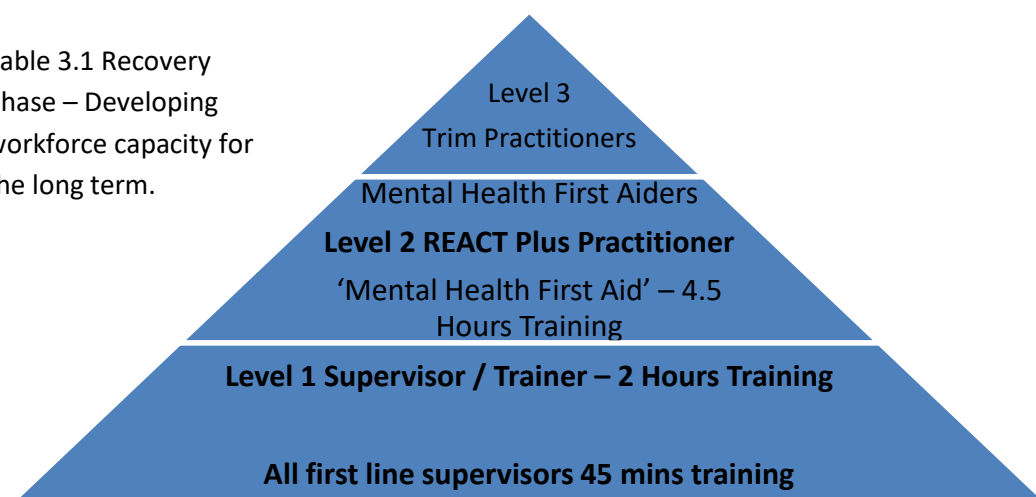 able 3.1 Recovery
hase – Developing
workforce capacity for
he long term.
Level 3
Trim Practitioners
Mental Health First Aiders
Level 2 REACT Plus Practitioner
‘Mental Health First Aid’ – 4.5
Hours Training
Level 1 Supervisor / Trainer – 2 Hours Training
All first line supervisors 45 mins training